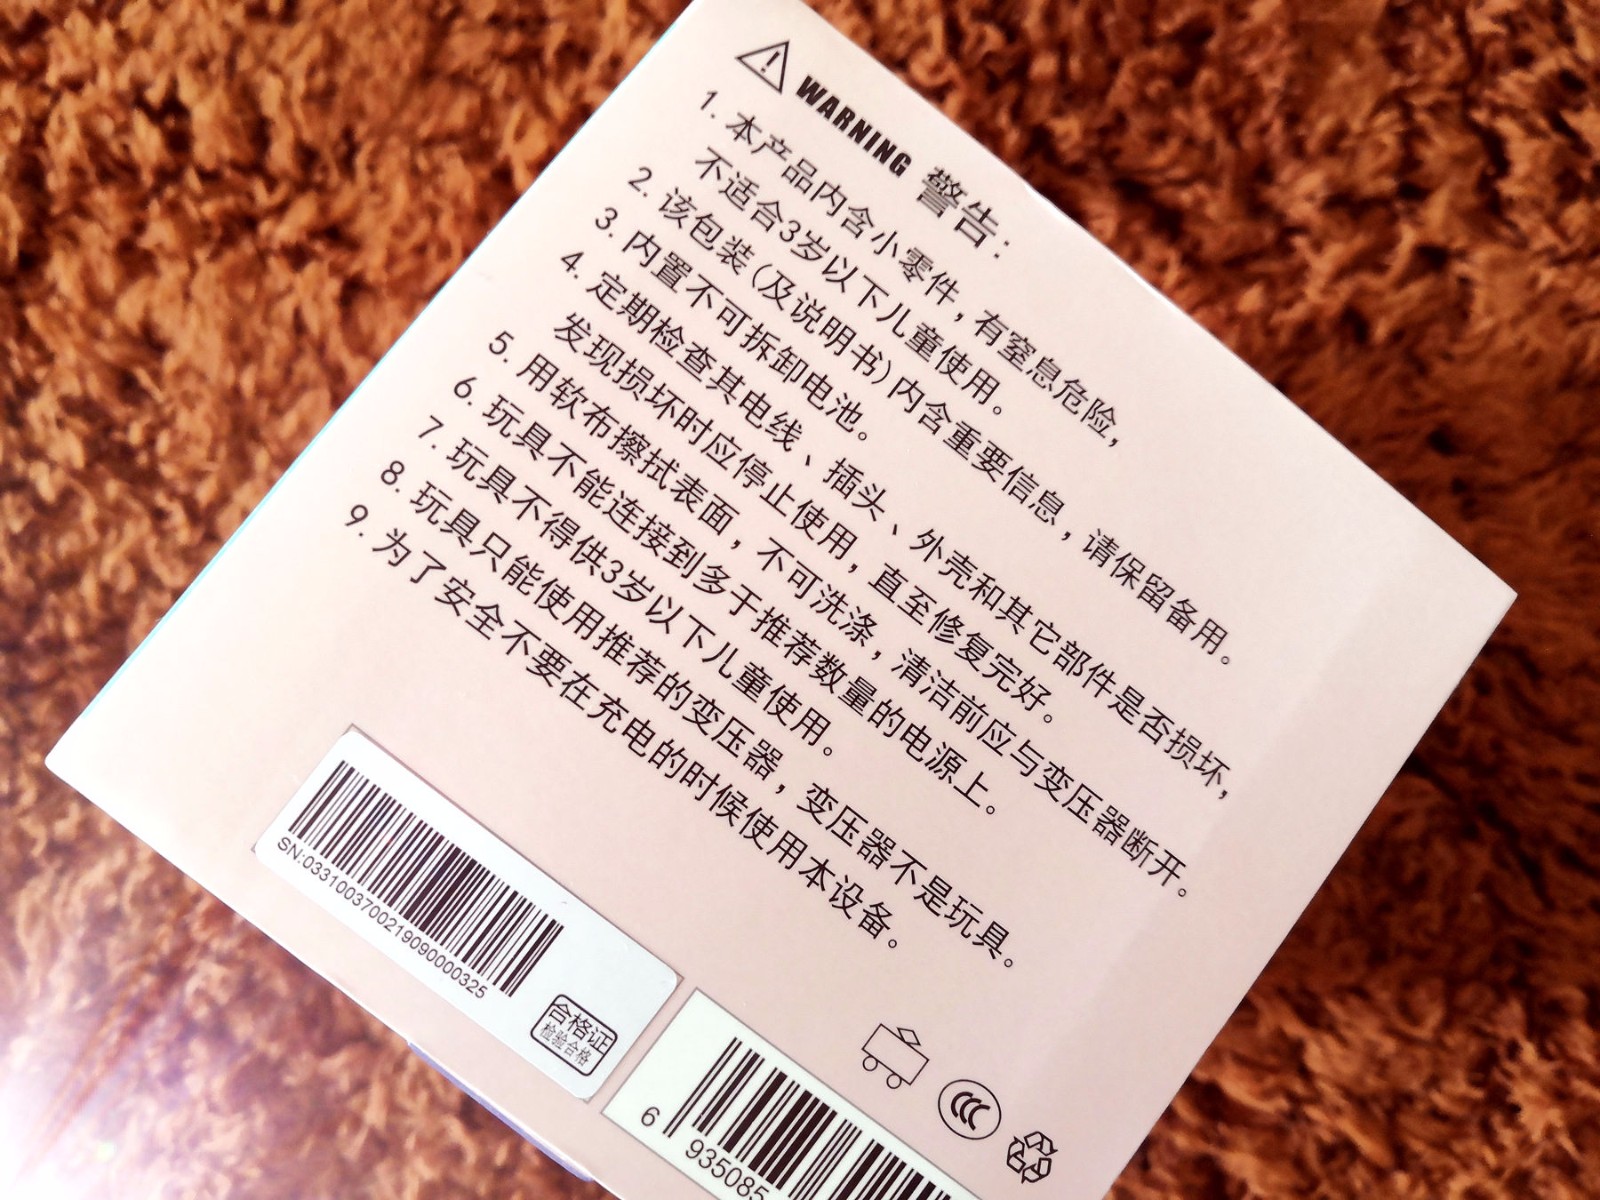 WARNING 警告:
1. 本产品内含小零件，有窒息危险，
不适合3岁以下儿童使用。
2. 该包装(及说明书)内含重要信息，请保留备用。
3. 内置不可拆卸电池。
4. 定期检查其电线、插头、外壳和其它部件是否损坏，
发现损坏时应停止使用，直至修复完好。
5. 用软布擦拭表面，不可洗涤，清洁前应与变压器断开。
6. 玩具不能连接到多于推荐数量的电源上。
7. 玩具不得供3岁以下儿童使用。
8. 玩具只能使用推荐的变压器，变压器不是玩具。
9. 为了安全不要在充电的时候使用本设备。
SN:0331003700219090000325
合格证
检验合格
CCC
6 935085